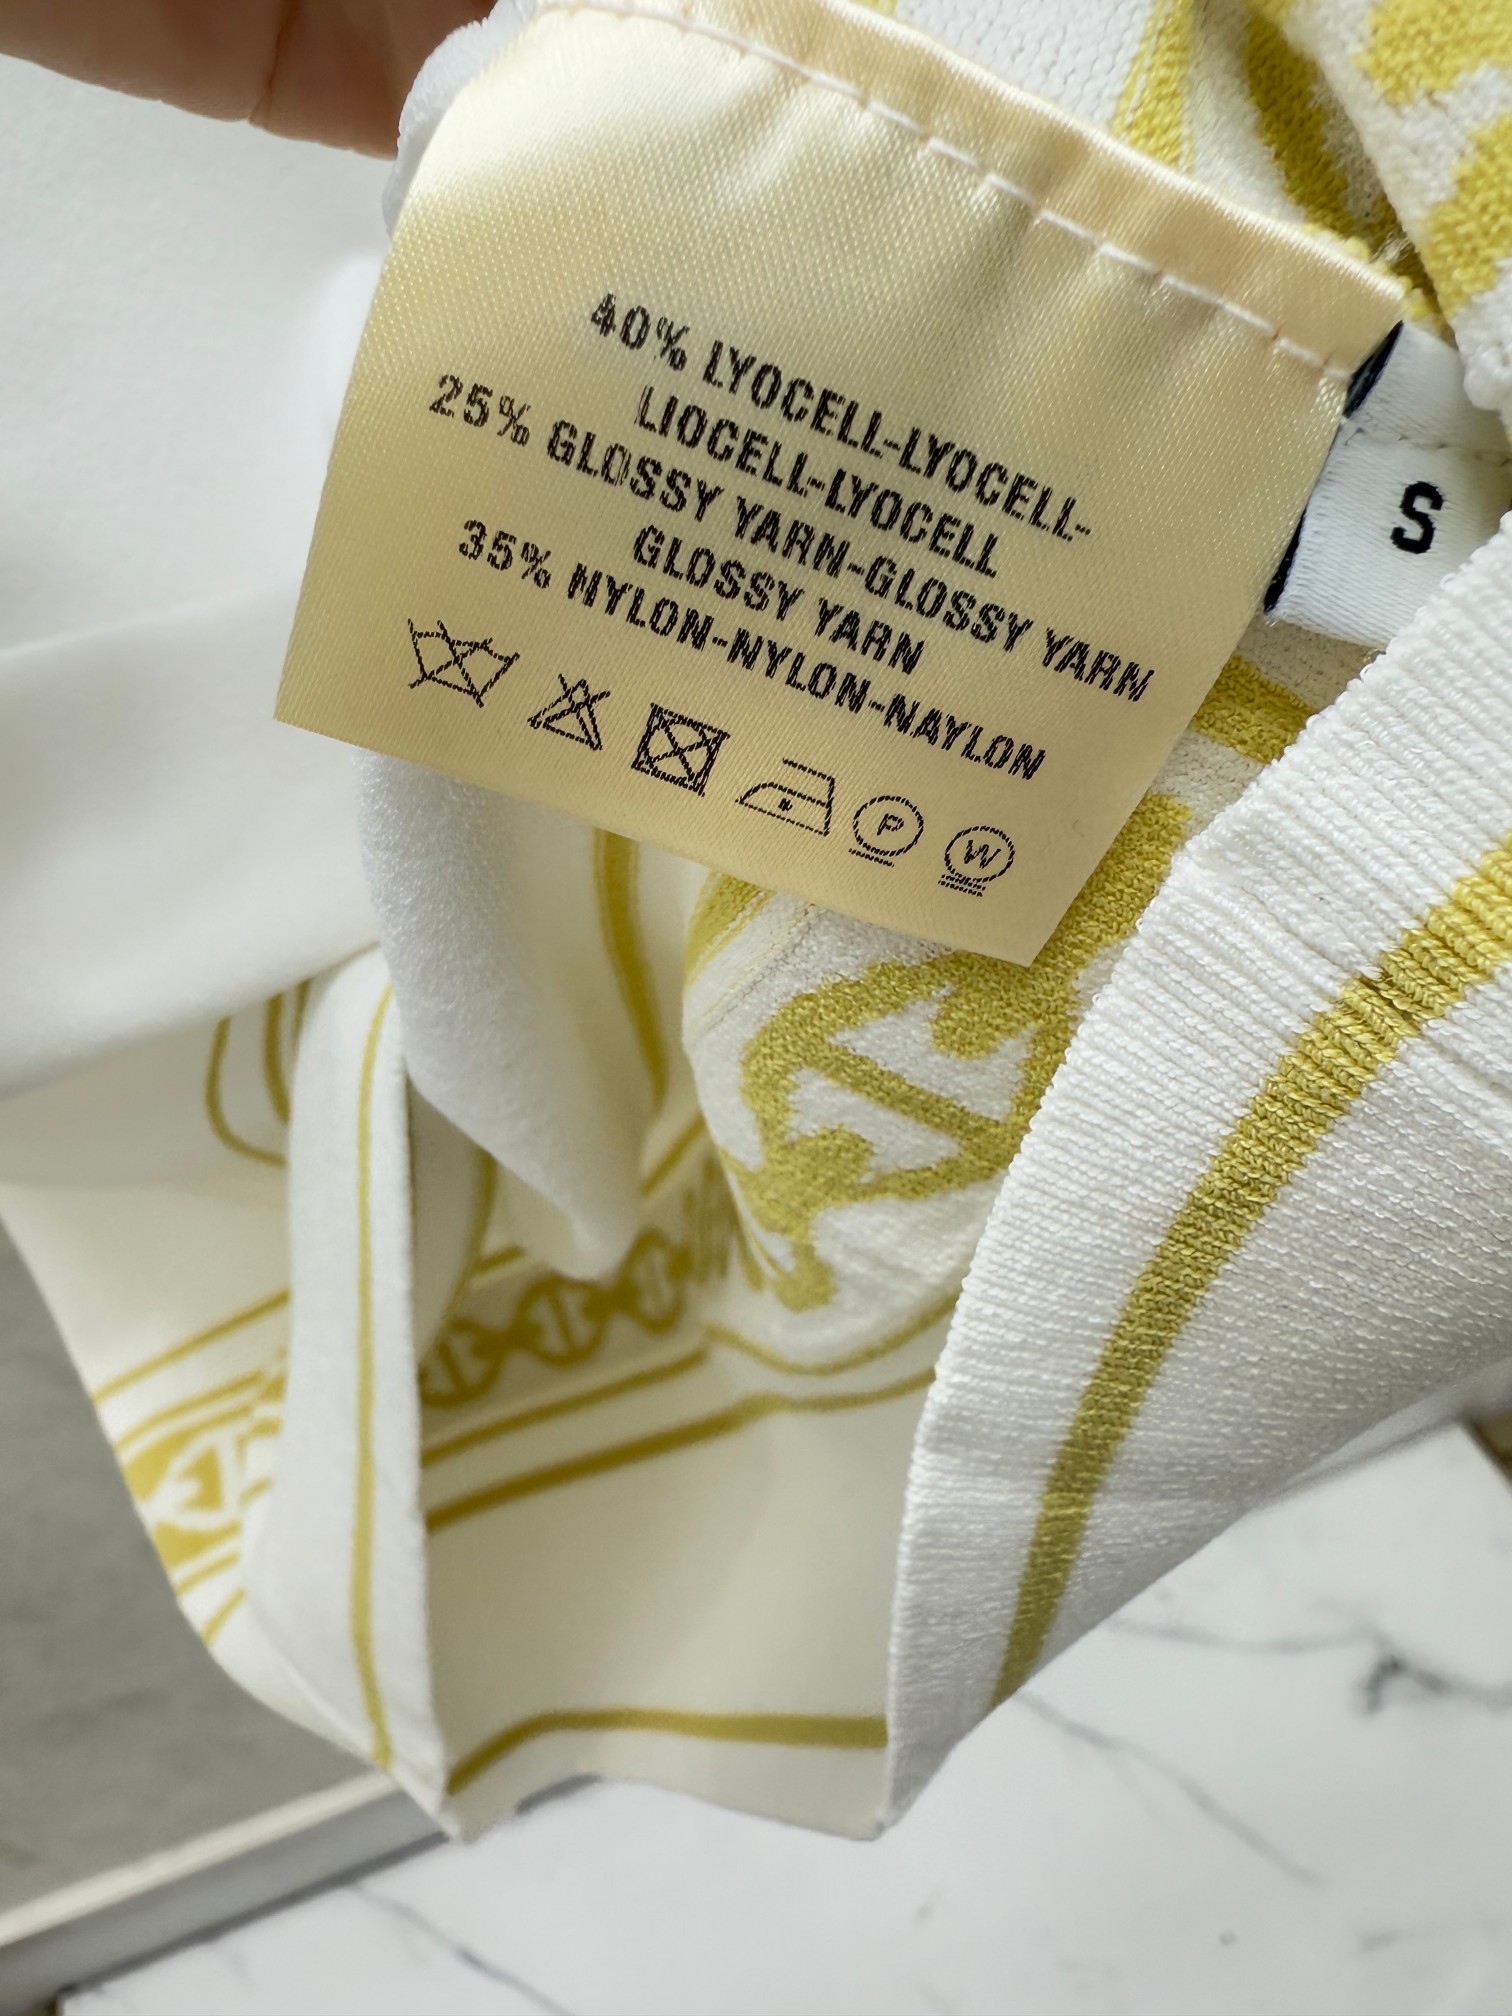 40% LYOCELL-LYOCELL-
LIOCELL-LYOCELL
25% GLOSSY YARN-GLOSSY YARN
GLOSSY YARN
35% NYLON-NYLON-NAYLON
P
W
S